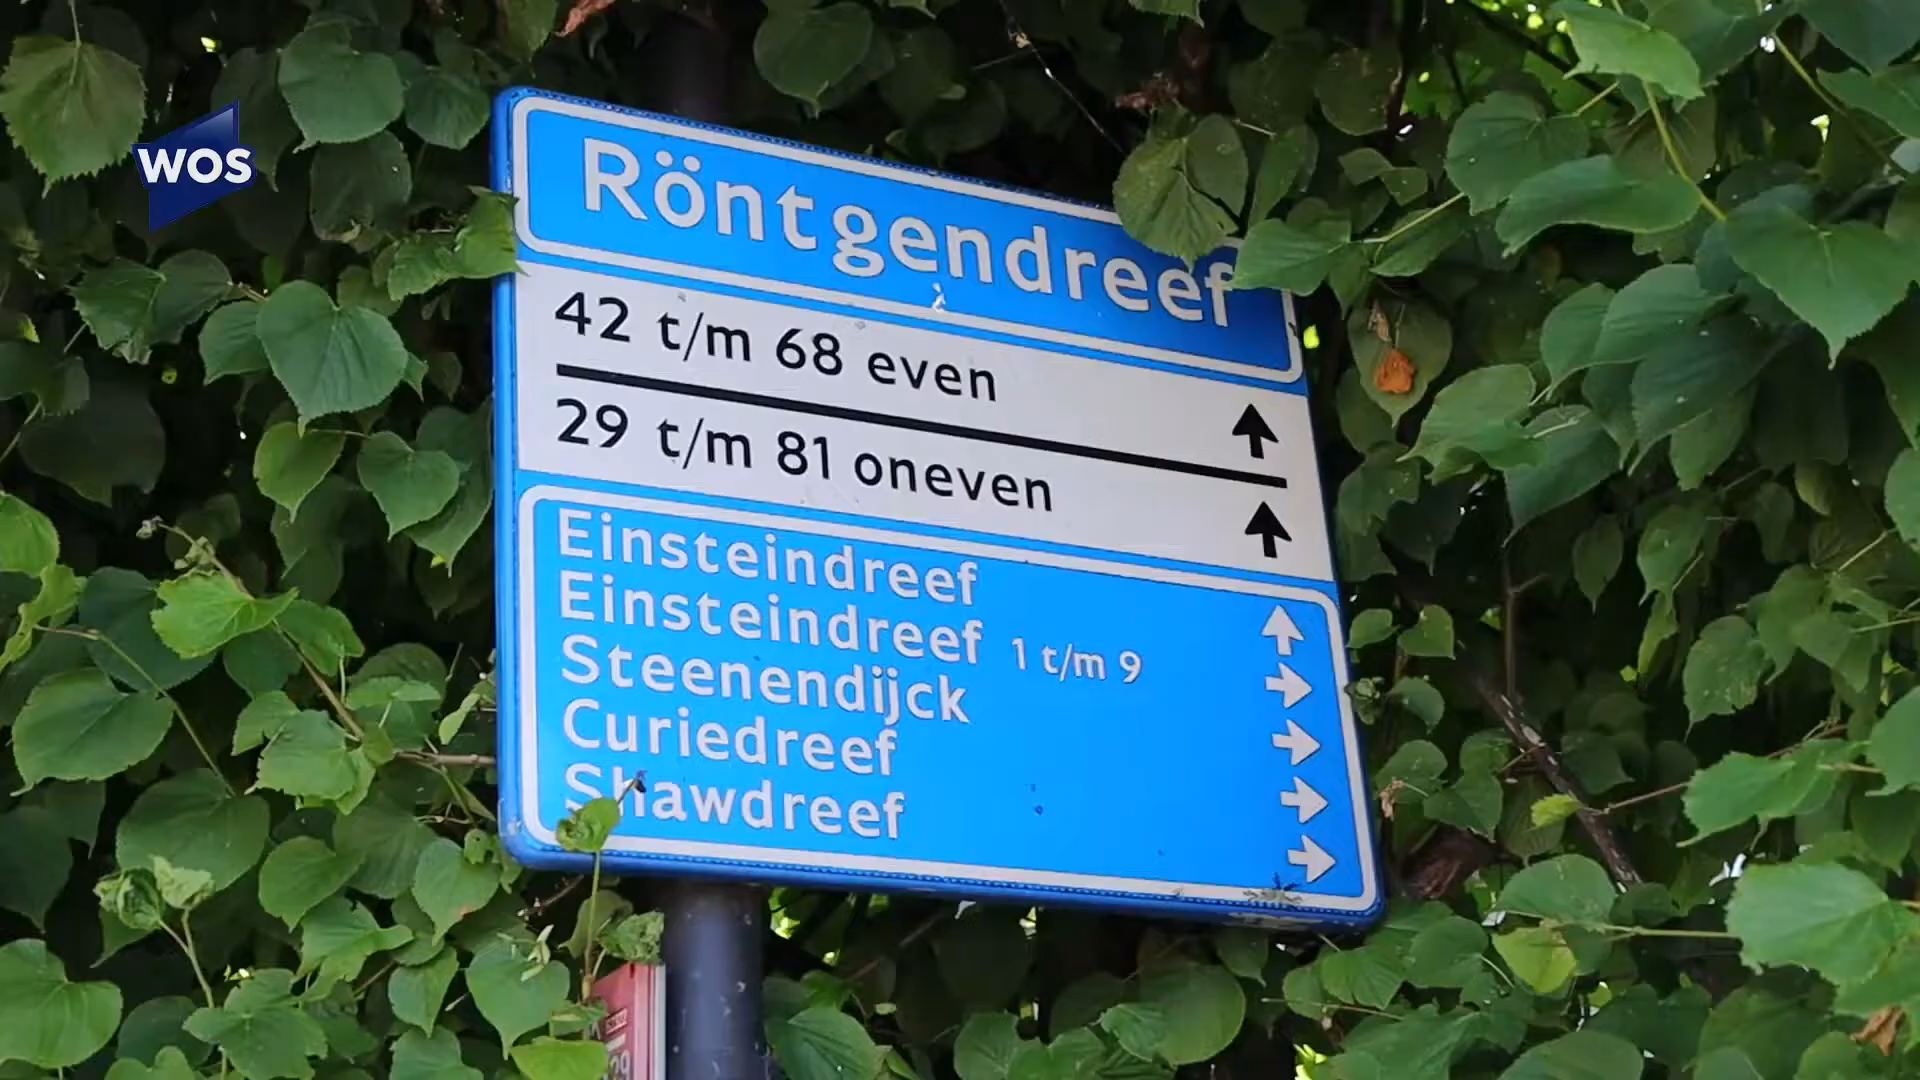 WOS
Röntgendreef
42 t/m 68 even
29 t/m 81 oneven
Einsteindreef
Einsteindreef 1 t/m 9
Steenendijck
Curiedreef
Shawdreef